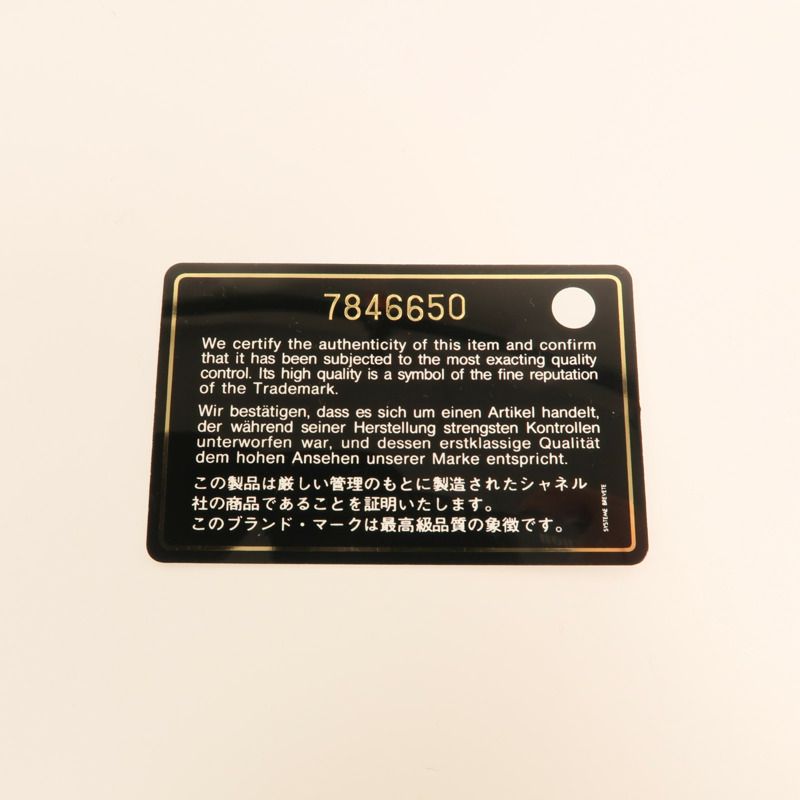 7846650
We certify the authenticity of this item and confirm
that it has been subjected to the most exacting quality
control. Its high quality is a symbol of the fine reputation
of the Trademark.
Wir bestätigen, dass es sich um einen Artikel handelt,
der während seiner Herstellung strengsten Kontrollen
unterworfen war, und dessen erstklassige Qualität
dem hohen Ansehen unserer Marke entspricht.
この製品は厳しい管理のもとに製造されたシャネル
社の商品であることを証明いたします。
このブランド・マークは最高級品質の象徴です。
SYSTEME BREVETE